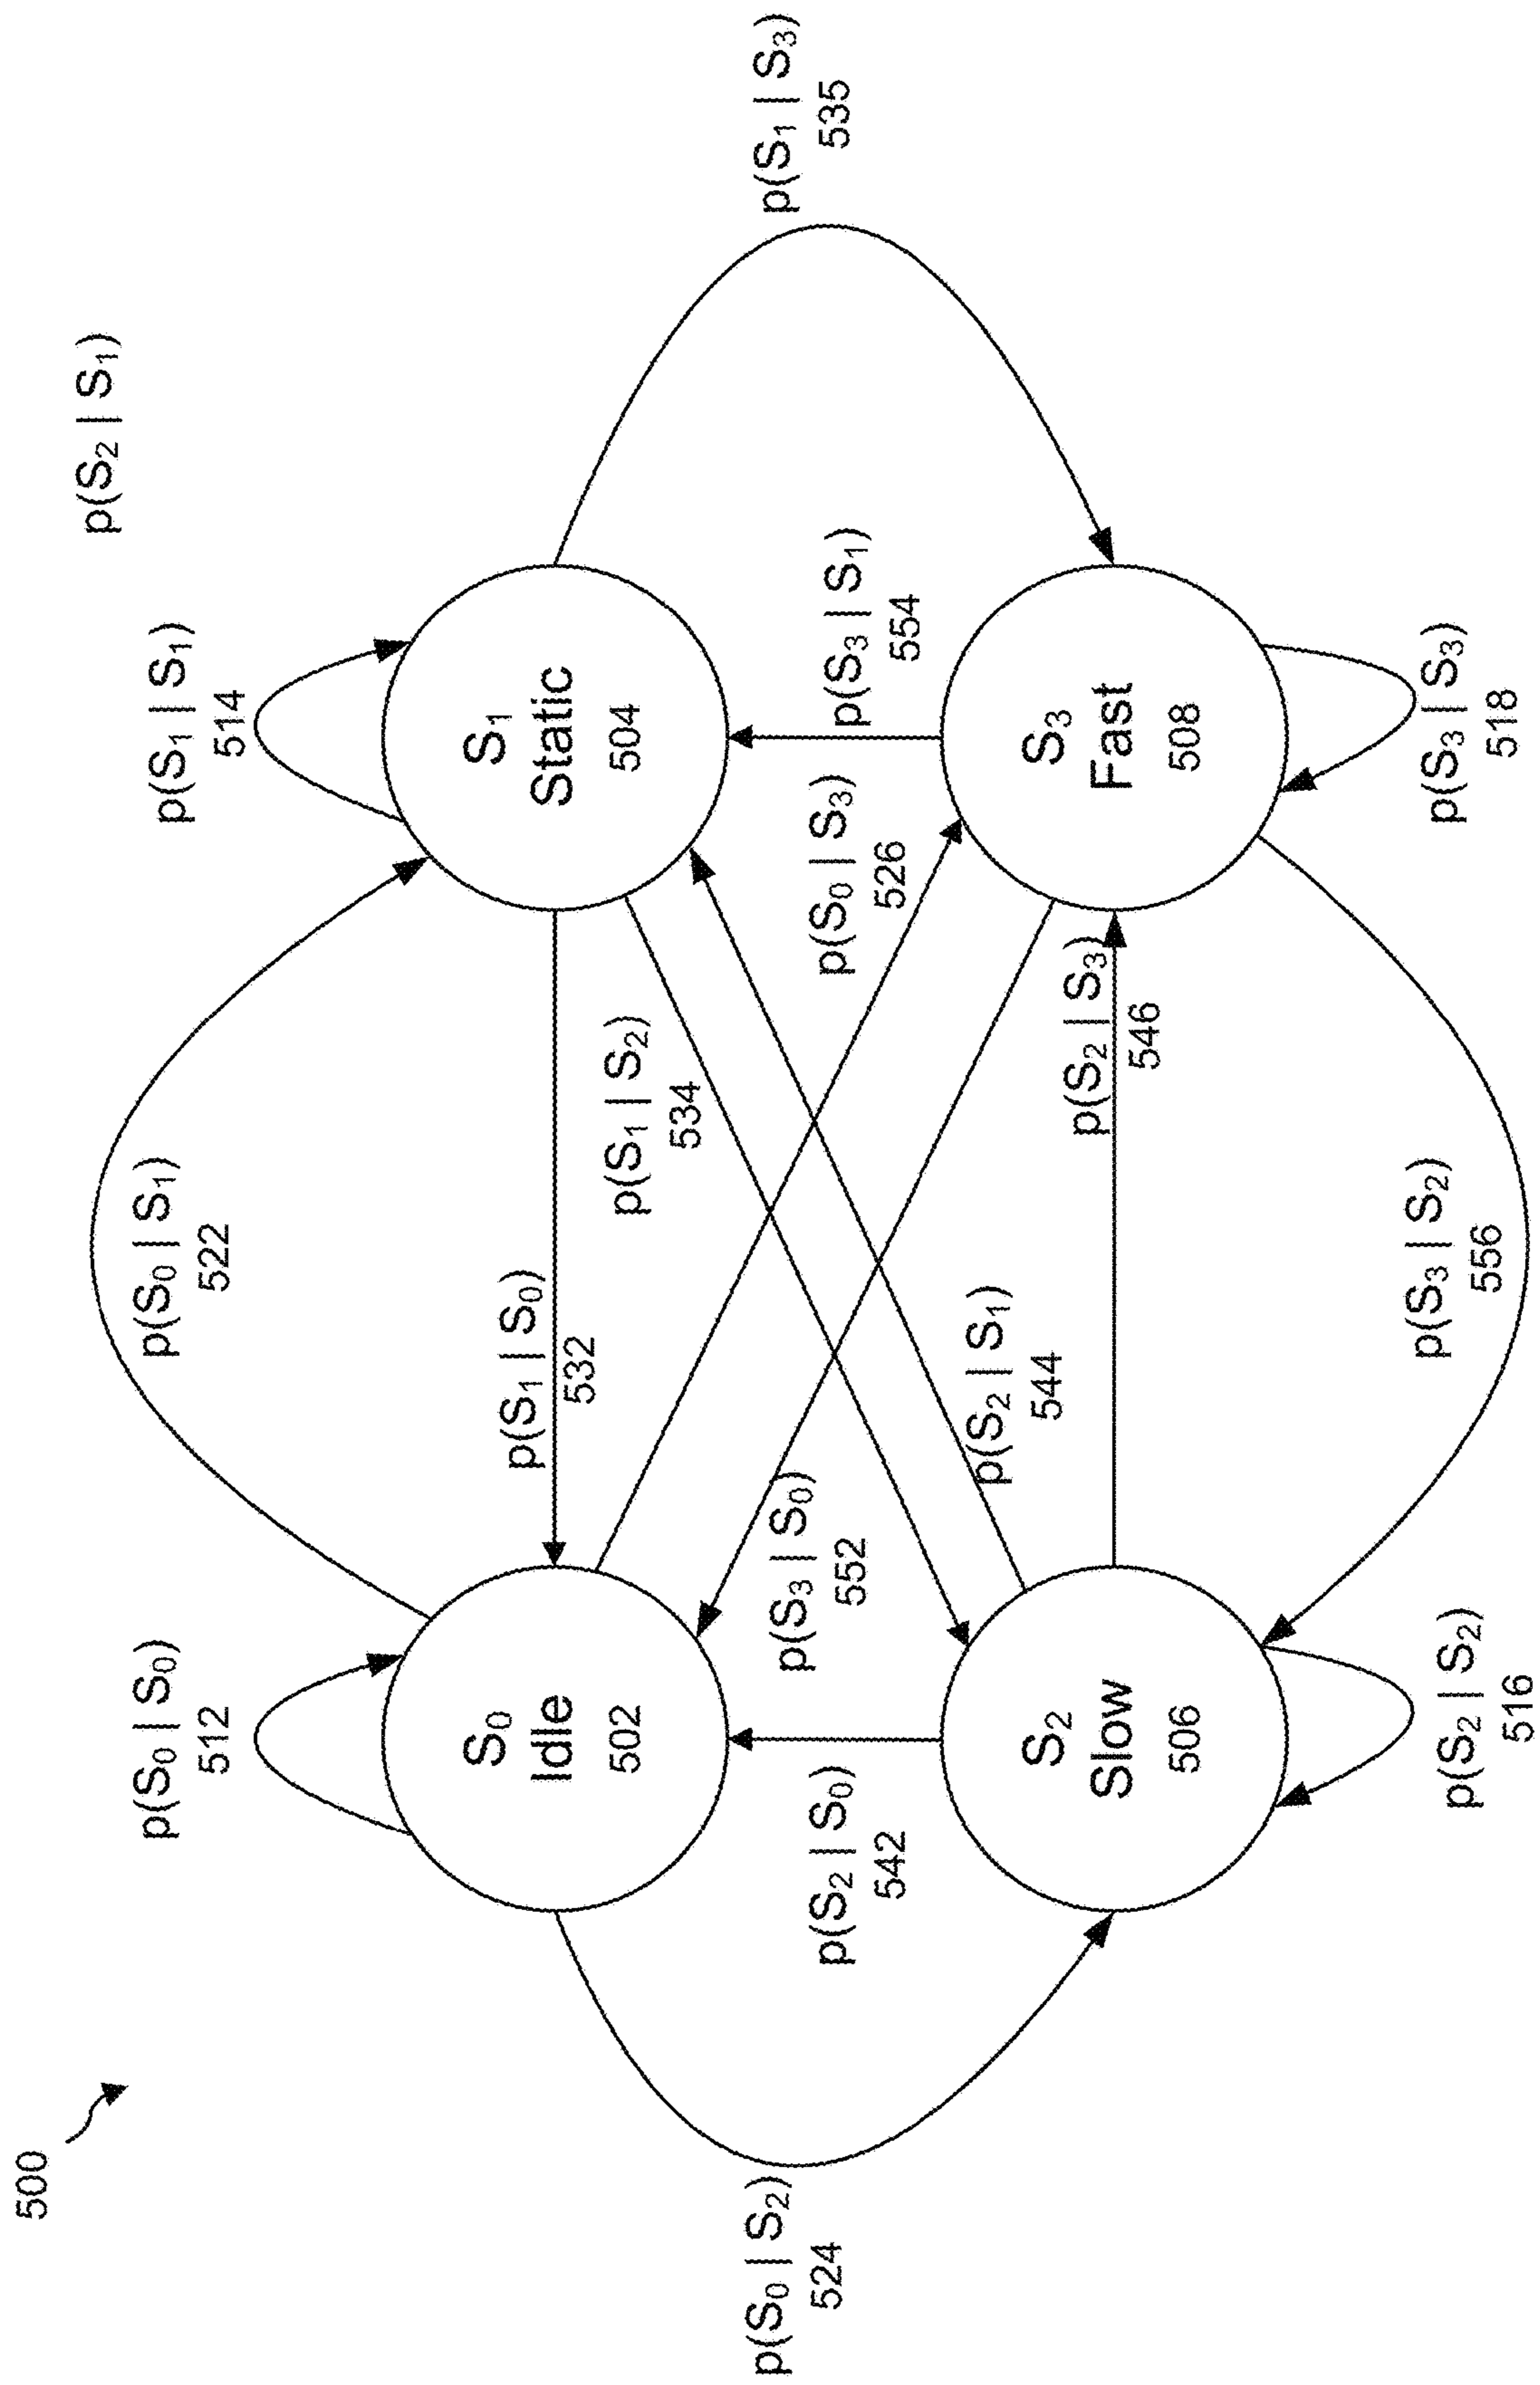 500
p(S₂ | S₁)
p(S₀ | S₀)
512
p(S₀ | S₁)
522
p(S₁ | S₁)
514
S₀
Idle
502
p(S₁ | S₀)
532
S₁
Static
504
p(S₁ | S₂)
534
p(S₀ | S₂)
524
p(S₂ | S₀)
542
p(S₃ | S₀)
552
p(S₀ | S₃)
526
p(S₃ | S₁)
554
p(S₁ | S₃)
535
p(S₂ | S₁)
544
p(S₂ | S₃)
546
S₂
Slow
506
S₃
Fast
508
p(S₂ | S₂)
516
p(S₃ | S₂)
556
p(S₃ | S₃)
518